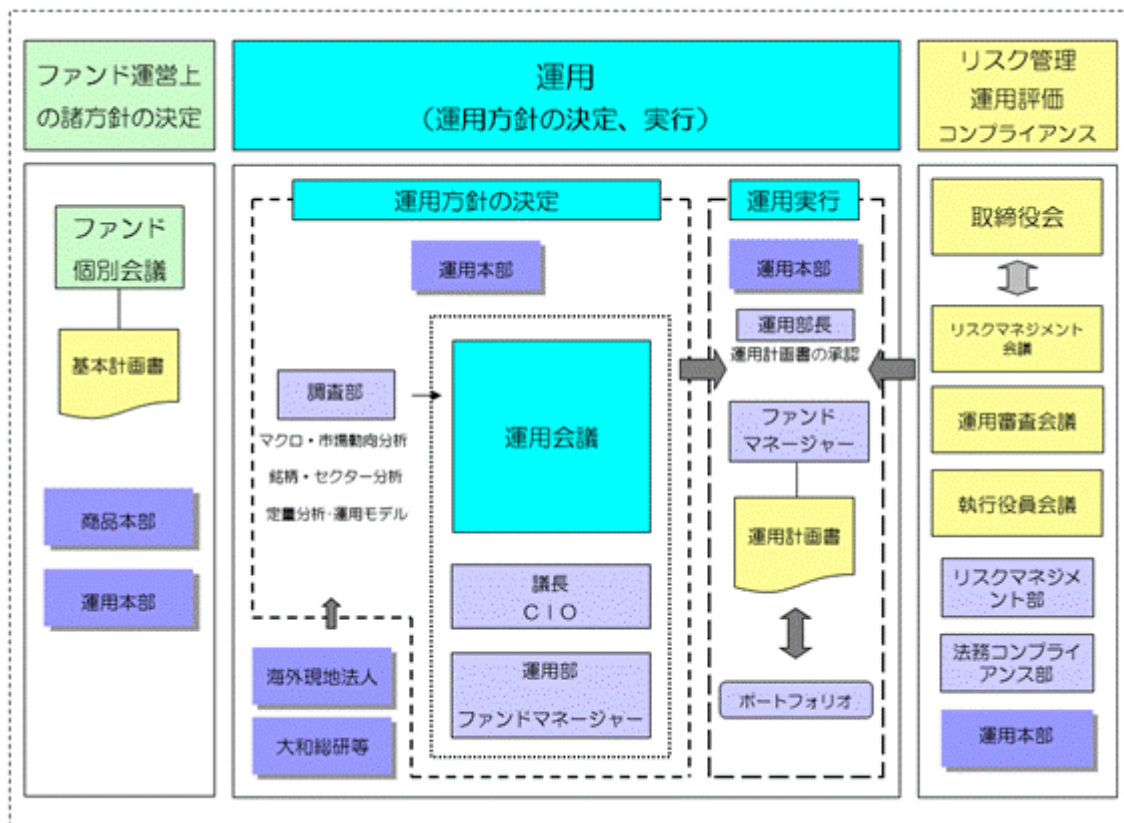 ファンド運営上
の諸方針の決定
運用
（運用方針の決定、実行）
リスク管理
運用評価
コンプライアンス
ファンド
個別会議
基本計画書
商品本部
運用本部
運用方針の決定
運用本部
調査部
マクロ・市場動向分析
銘柄・セクター分析
定量分析・運用モデル
海外現地法人
大和総研等
運用会議
議長
ＣＩＯ
運用部
ファンドマネージャー
運用実行
運用本部
運用部長
運用計画書の承認
ファンド
マネージャー
運用計画書
ポートフォリオ
取締役会
リスクマネジメント
会議
運用審査会議
執行役員会議
リスクマネジメ
ント部
法務コンプライ
アンス部
運用本部